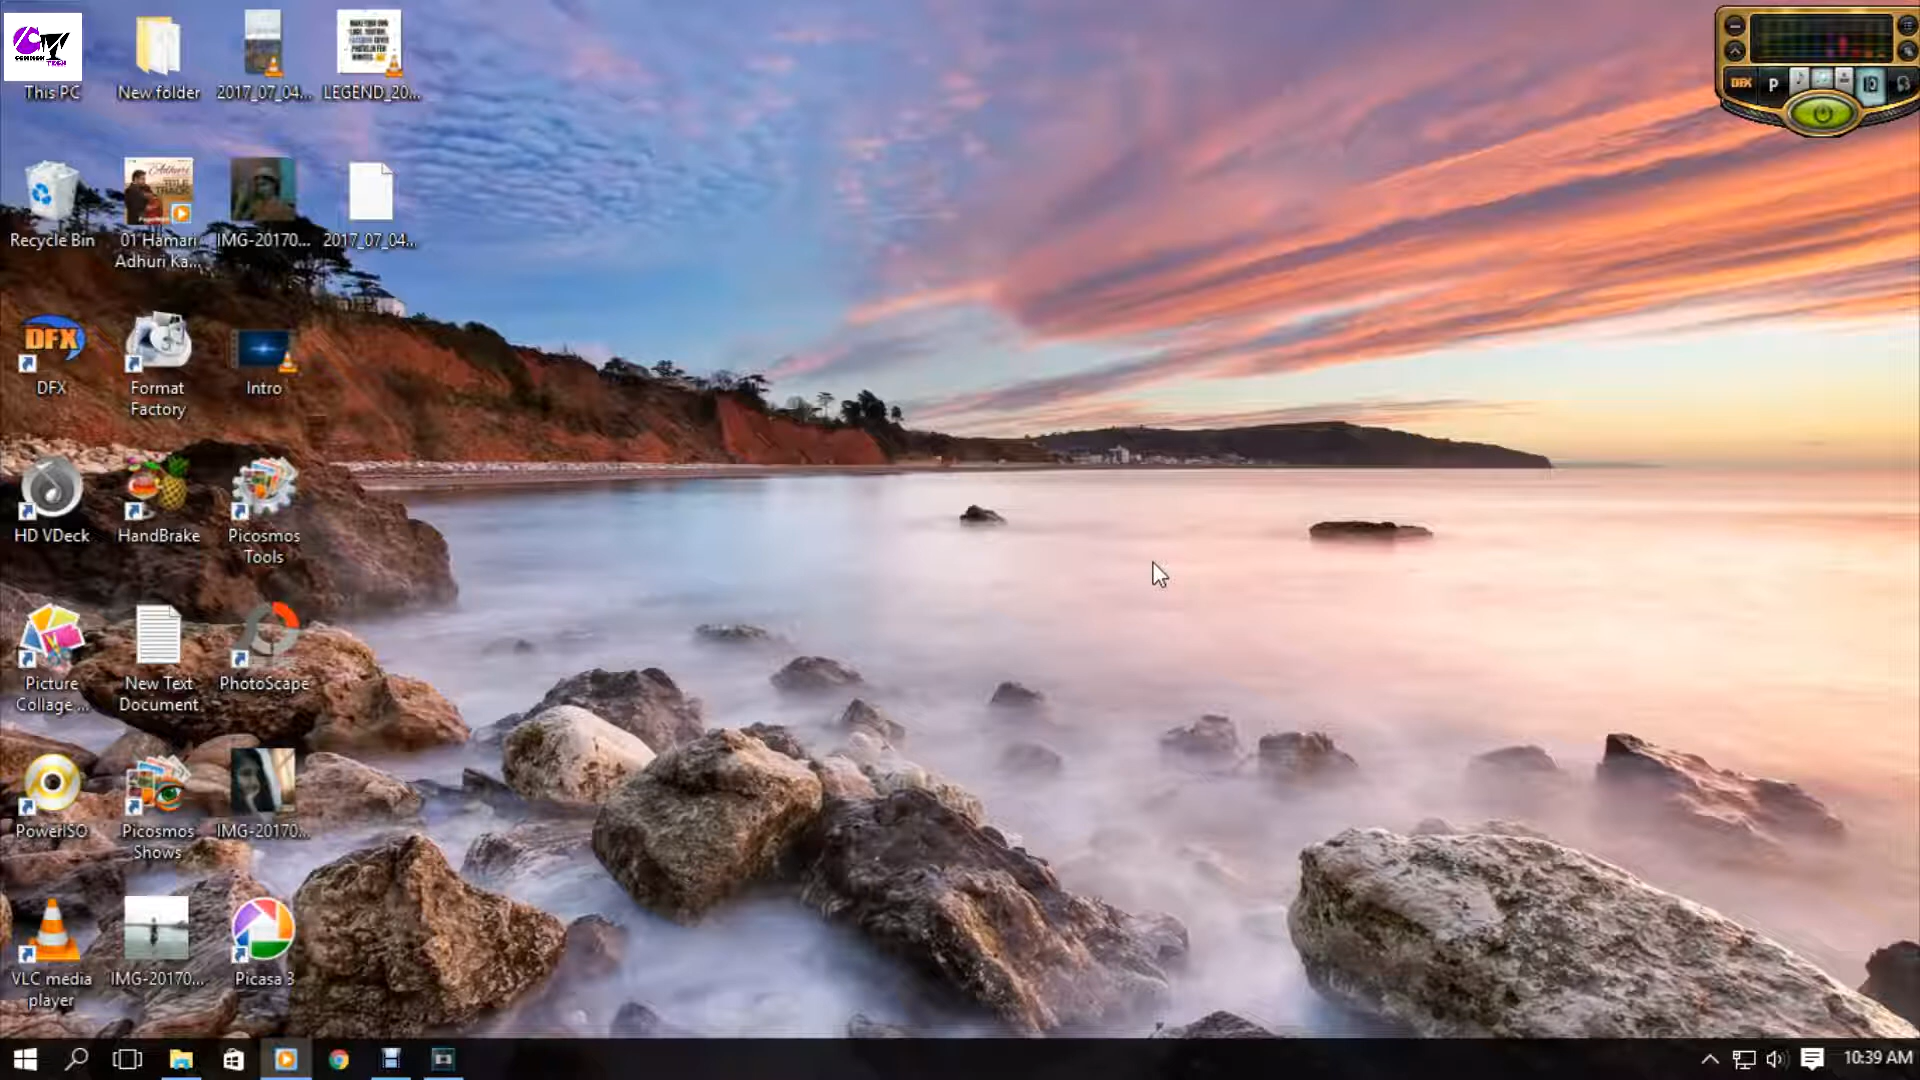 This PC
New folder
2017_07_04...
LEGEND_20...
Recycle Bin
01 Hamari
Adhuri Ka...
IMG-20170...
2017_07_04...
DFX
DFX
Format
Factory
Intro
HD VDeck
HandBrake
Picosmos
Tools
Picture
Collage ...
New Text
Document
PhotoScape
PowerISO
Picosmos
Shows
IMG-20170...
VLC media
player
IMG-20170...
Picasa 3
DFX
P
10:39 AM